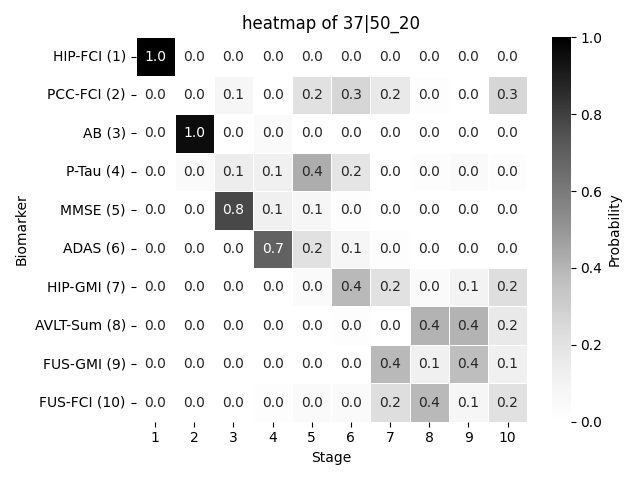 heatmap of 37|50_20
HIP-FCI (1) 1.0 0.0 0.0 0.0 0.0 0.0 0.0 0.0 0.0 0.0
PCC-FCI (2) 0.0 0.0 0.1 0.0 0.2 0.3 0.2 0.0 0.0 0.3
AB (3) 0.0 1.0 0.0 0.0 0.0 0.0 0.0 0.0 0.0 0.0
P-Tau (4) 0.0 0.0 0.1 0.1 0.4 0.2 0.0 0.0 0.0 0.0
MMSE (5) 0.0 0.0 0.8 0.1 0.1 0.0 0.0 0.0 0.0 0.0
ADAS (6) 0.0 0.0 0.0 0.7 0.2 0.1 0.0 0.0 0.0 0.0
HIP-GMI (7) 0.0 0.0 0.0 0.0 0.0 0.4 0.2 0.0 0.1 0.2
AVLT-Sum (8) 0.0 0.0 0.0 0.0 0.0 0.0 0.0 0.4 0.4 0.2
FUS-GMI (9) 0.0 0.0 0.0 0.0 0.0 0.0 0.4 0.1 0.4 0.1
FUS-FCI (10) 0.0 0.0 0.0 0.0 0.0 0.0 0.2 0.4 0.1 0.2
1 2 3 4 5 6 7 8 9 10
Stage
Biomarker
1.0
0.8
0.6
0.4
0.2
0.0
Probability